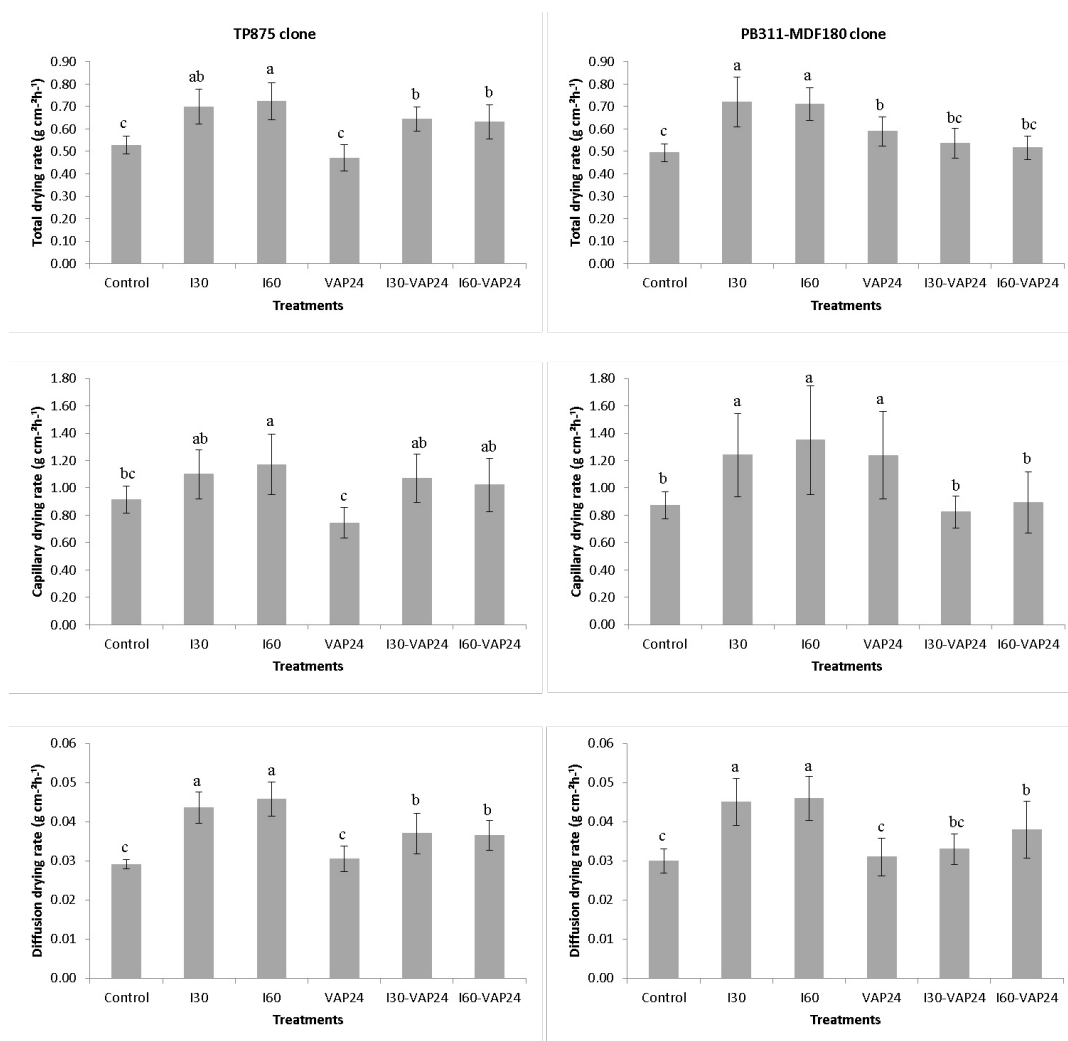 TP875 clone
Total drying rate (g cm-²h-¹)
0.90
0.80
0.70
0.60
0.50
0.40
0.30
0.20
0.10
0.00
c
ab
a
c
b
b
Control I30 I60 VAP24 I30-VAP24 I60-VAP24
Treatments
PB311-MDF180 clone
Total drying rate (g cm-²h-¹)
0.90
0.80
0.70
0.60
0.50
0.40
0.30
0.20
0.10
0.00
c
a
a
b
bc
bc
Control I30 I60 VAP24 I30-VAP24 I60-VAP24
Treatments
Capillary drying rate (g cm-²h-¹)
1.80
1.60
1.40
1.20
1.00
0.80
0.60
0.40
0.20
0.00
bc
ab
a
c
ab
ab
Control I30 I60 VAP24 I30-VAP24 I60-VAP24
Treatments
Capillary drying rate (g cm-²h-¹)
1.80
1.60
1.40
1.20
1.00
0.80
0.60
0.40
0.20
0.00
b
a
a
a
b
b
Control I30 I60 VAP24 I30-VAP24 I60-VAP24
Treatments
Diffusion drying rate (g cm-²h-¹)
0.06
0.05
0.04
0.03
0.02
0.01
0.00
c
a
a
c
b
b
Control I30 I60 VAP24 I30-VAP24 I60-VAP24
Treatments
Diffusion drying rate (g cm-²h-¹)
0.06
0.05
0.04
0.03
0.02
0.01
0.00
c
a
a
c
bc
b
Control I30 I60 VAP24 I30-VAP24 I60-VAP24
Treatments